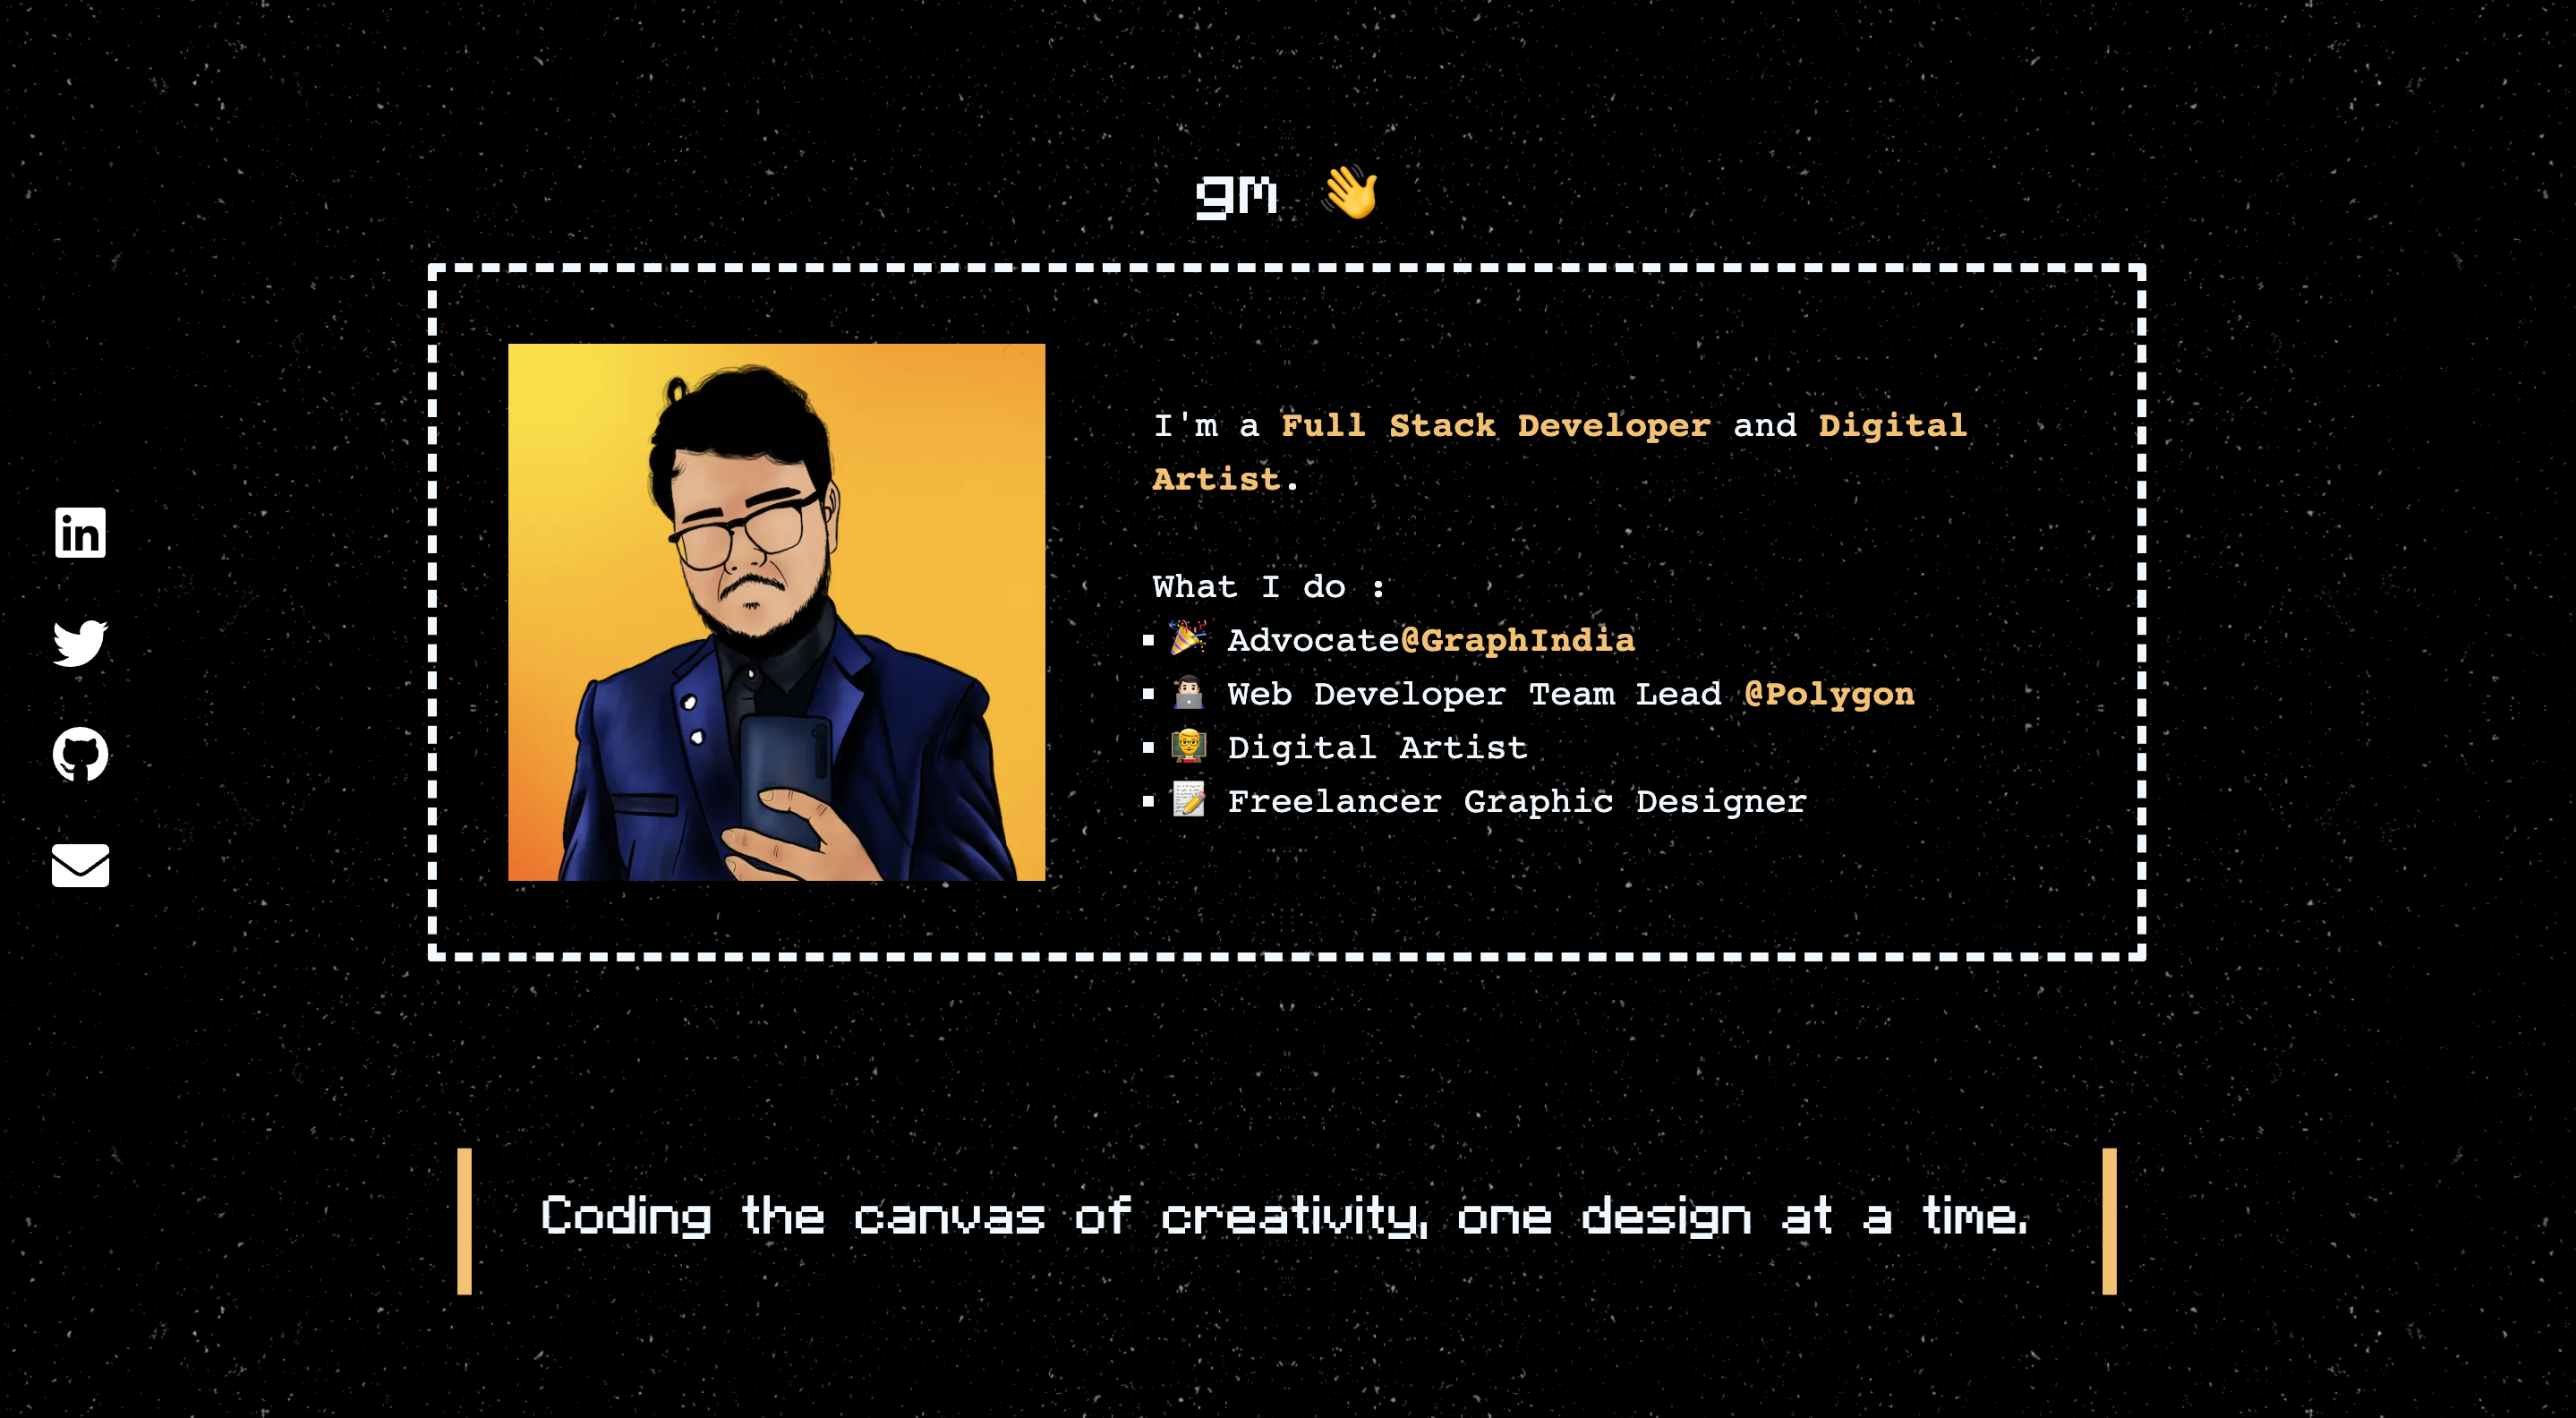 gm 👋
I'm a Full Stack Developer and Digital
Artist.
What I do :
▪ 🎉 Advocate@GraphIndia
▪ 👨🏻‍💻 Web Developer Team Lead @Polygon
▪ 👨‍🏫 Digital Artist
▪ 📝 Freelancer Graphic Designer
in
Coding the canvas of creativity, one design at a time.